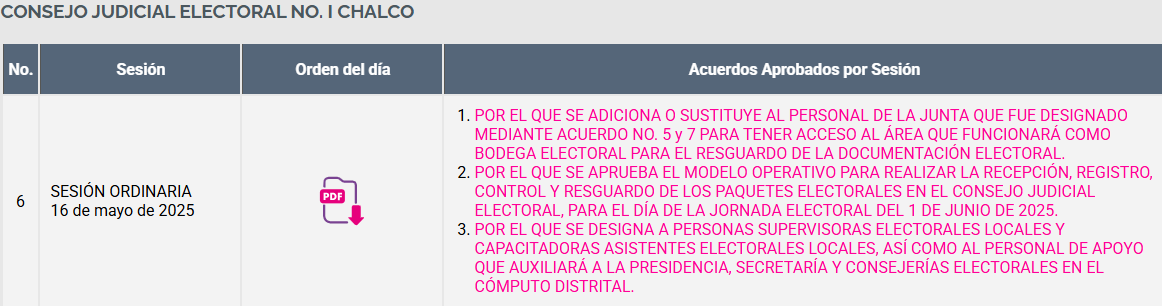 CONSEJO JUDICIAL ELECTORAL NO. I CHALCO
No.
Sesión
Orden del día
Acuerdos Aprobados por Sesión
6
SESIÓN ORDINARIA
16 de mayo de 2025
PDF
1. POR EL QUE SE ADICIONA O SUSTITUYE AL PERSONAL DE LA JUNTA QUE FUE DESIGNADO
MEDIANTE ACUERDO NO. 5 y 7 PARA TENER ACCESO AL ÁREA QUE FUNCIONARÁ COMO
BODEGA ELECTORAL PARA EL RESGUARDO DE LA DOCUMENTACIÓN ELECTORAL.
2. POR EL QUE SE APRUEBA EL MODELO OPERATIVO PARA REALIZAR LA RECEPCIÓN, REGISTRO,
CONTROL Y RESGUARDO DE LOS PAQUETES ELECTORALES EN EL CONSEJO JUDICIAL
ELECTORAL, PARA EL DÍA DE LA JORNADA ELECTORAL DEL 1 DE JUNIO DE 2025.
3. POR EL QUE SE DESIGNA A PERSONAS SUPERVISORAS ELECTORALES LOCALES Y
CAPACITADORAS ASISTENTES ELECTORALES LOCALES, ASÍ COMO AL PERSONAL DE APOYO
QUE AUXILIARÁ A LA PRESIDENCIA, SECRETARÍA Y CONSEJERÍAS ELECTORALES EN EL
CÓMPUTO DISTRITAL.